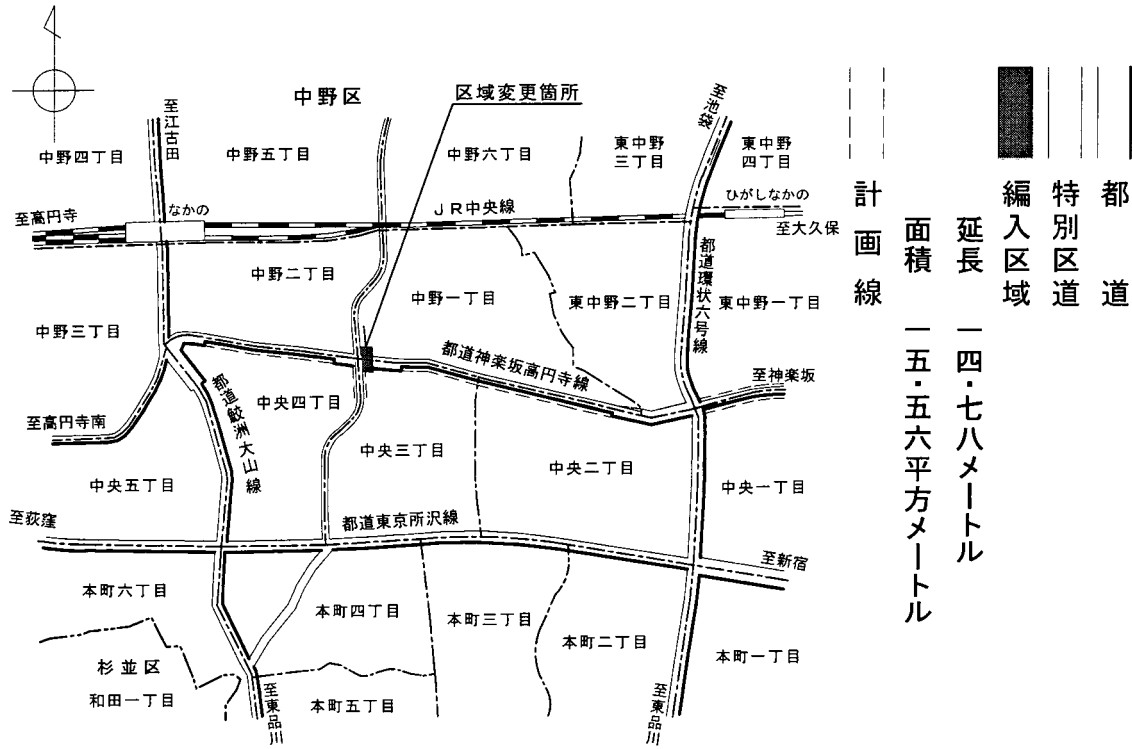 中野区
区域変更箇所
至江古田
至池袋
中野四丁目
中野五丁目
中野六丁目
東中野
三丁目
東中野
四丁目
至高円寺
なかの
JR中央線
ひがしなかの
至大久保
中野二丁目
中野一丁目
東中野二丁目
都道環状六号線
東中野一丁目
中野三丁目
都道神楽坂高円寺線
至神楽坂
至高円寺南
都道鮫洲大山線
中央四丁目
中央三丁目
中央二丁目
中央一丁目
中央五丁目
至荻窪
都道東京所沢線
至新宿
本町六丁目
本町四丁目
本町三丁目
本町二丁目
本町一丁目
杉並区
和田一丁目
至東品川
本町五丁目
至東品川
都道
特別区道
編入区域
延長 一四・七八メートル
面積 一五・五六平方メートル
計画線